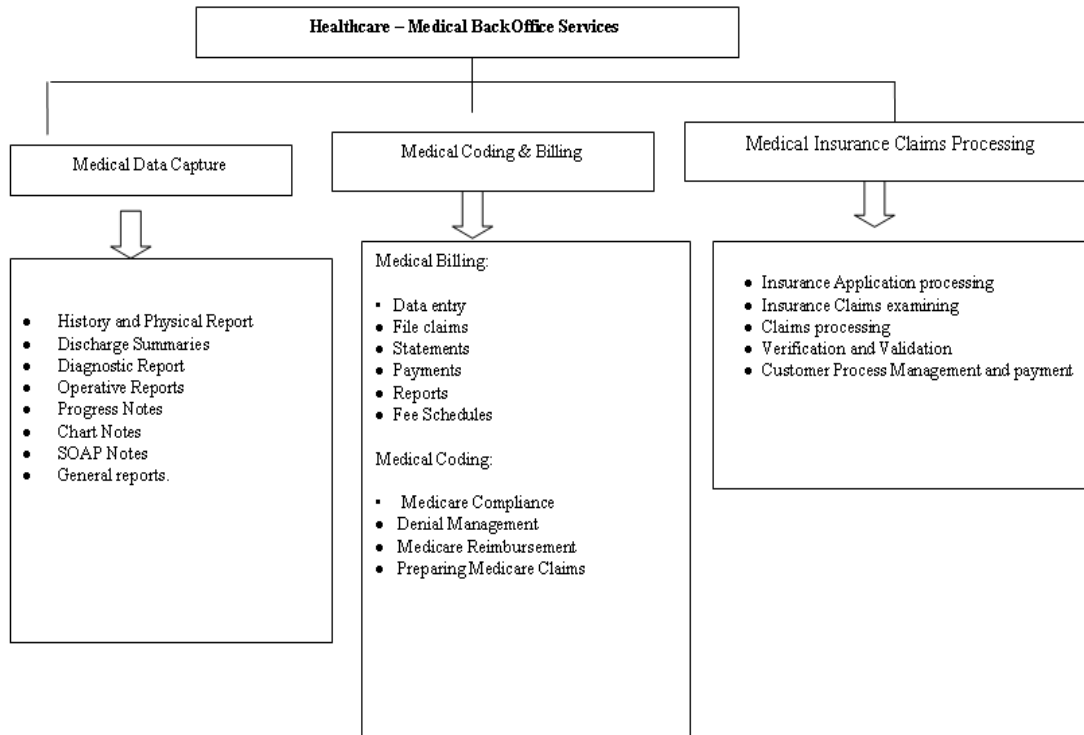 Healthcare – Medical BackOffice Services
Medical Data Capture
Medical Coding & Billing
Medical Insurance Claims Processing
● History and Physical Report
● Discharge Summaries
● Diagnostic Report
● Operative Reports
● Progress Notes
● Chart Notes
● SOAP Notes
● General reports.
Medical Billing:
▪ Data entry
● File claims
● Statements
● Payments
● Reports
● Fee Schedules
Medical Coding:
▪ Medicare Compliance
● Denial Management
● Medicare Reimbursement
● Preparing Medicare Claims
● Insurance Application processing
● Insurance Claims examining
● Claims processing
● Verification and Validation
● Customer Process Management and payment